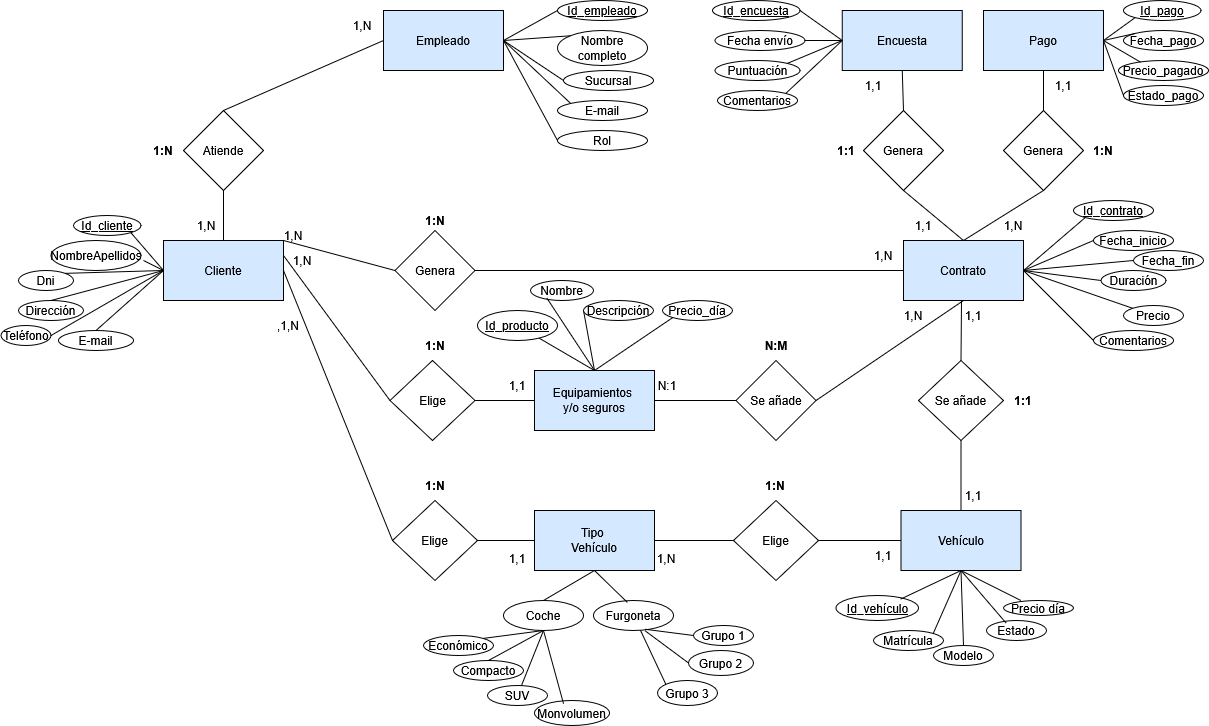 Id_empleado
Nombre
completo
Sucursal
E-mail
Rol
Empleado
1,N
Atiende
1:N
1,N
Id_encuesta
Fecha envío
Puntuación
Comentarios
Encuesta
1,1
Genera
1:1
1,1
Pago
Id_pago
Fecha_pago
Precio_pagado
Estado_pago
1,1
Genera
1:N
1,N
Id_cliente
NombreApellidos
Dni
Dirección
Teléfono
E-mail
Cliente
1,N
1,N
,1,N
1:N
Genera
1,N
Contrato
Id_contrato
Fecha_inicio
Fecha_fin
Duración
Precio
Comentarios
1,N
1,1
Nombre
Descripción
Precio_día
Id_producto
1:N
Elige
1,1
Equipamientos
y/o seguros
N:1
N:M
Se añade
Se añade
1:1
1,1
1:N
Elige
1,1
Tipo
Vehículo
1,N
1:N
Elige
1,1
Vehículo
Coche
Furgoneta
Económico
Compacto
SUV
Monvolumen
Grupo 1
Grupo 2
Grupo 3
Id_vehículo
Matrícula
Modelo
Estado
Precio día